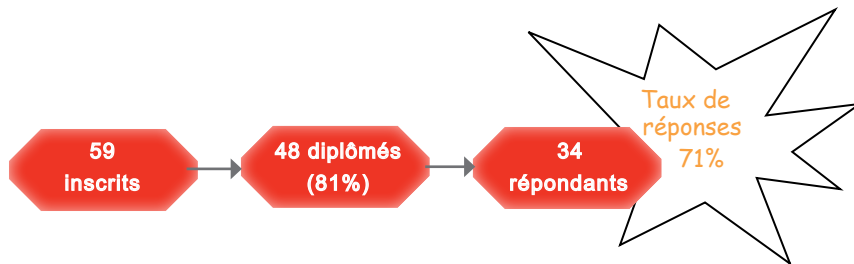 59
inscrits
48 diplômés
(81%)
34
répondants
Taux de
réponses
71%